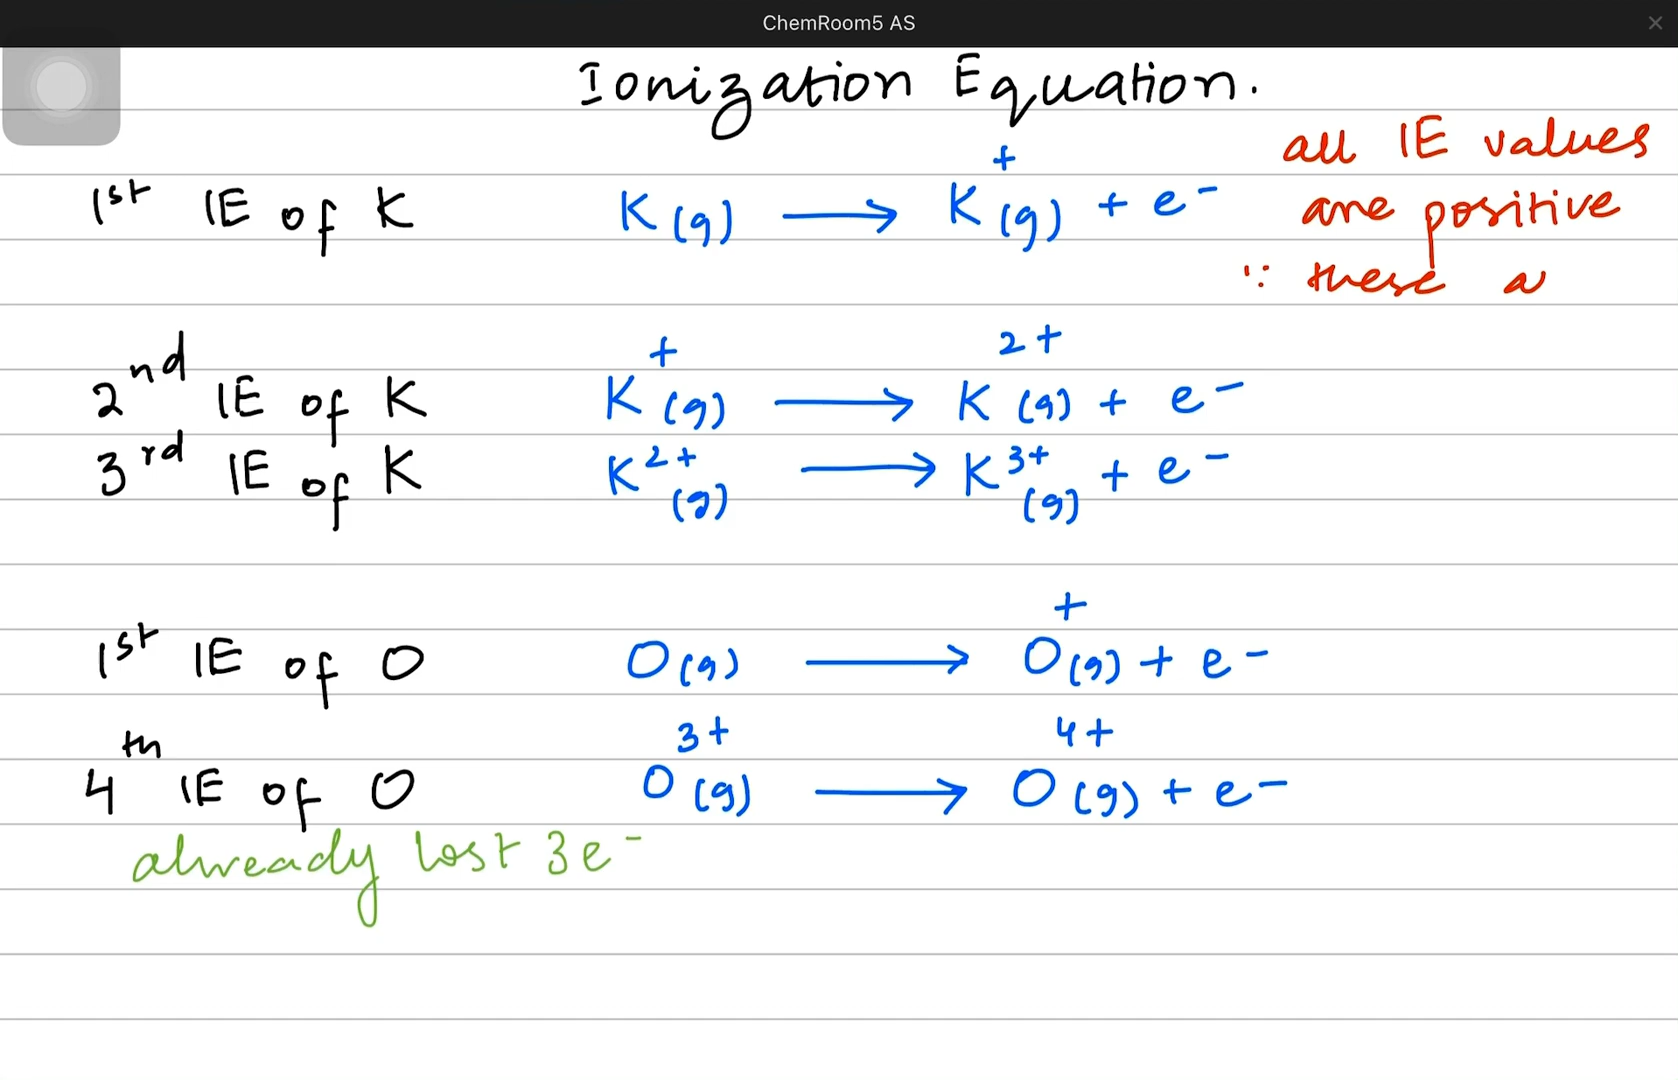 ChemRoom5 AS
Ionization Equation.
all IE values
are positive
∵ these a
1st IE of K K(g) ⟶ K⁺(g) + e⁻
2nd IE of K K⁺(g) ⟶ K²⁺(g) + e⁻
3rd IE of K K²⁺(g) ⟶ K³⁺(g) + e⁻
1st IE of O O(g) ⟶ O⁺(g) + e⁻
4th IE of O O³⁺(g) ⟶ O⁴⁺(g) + e⁻
already lost 3e⁻